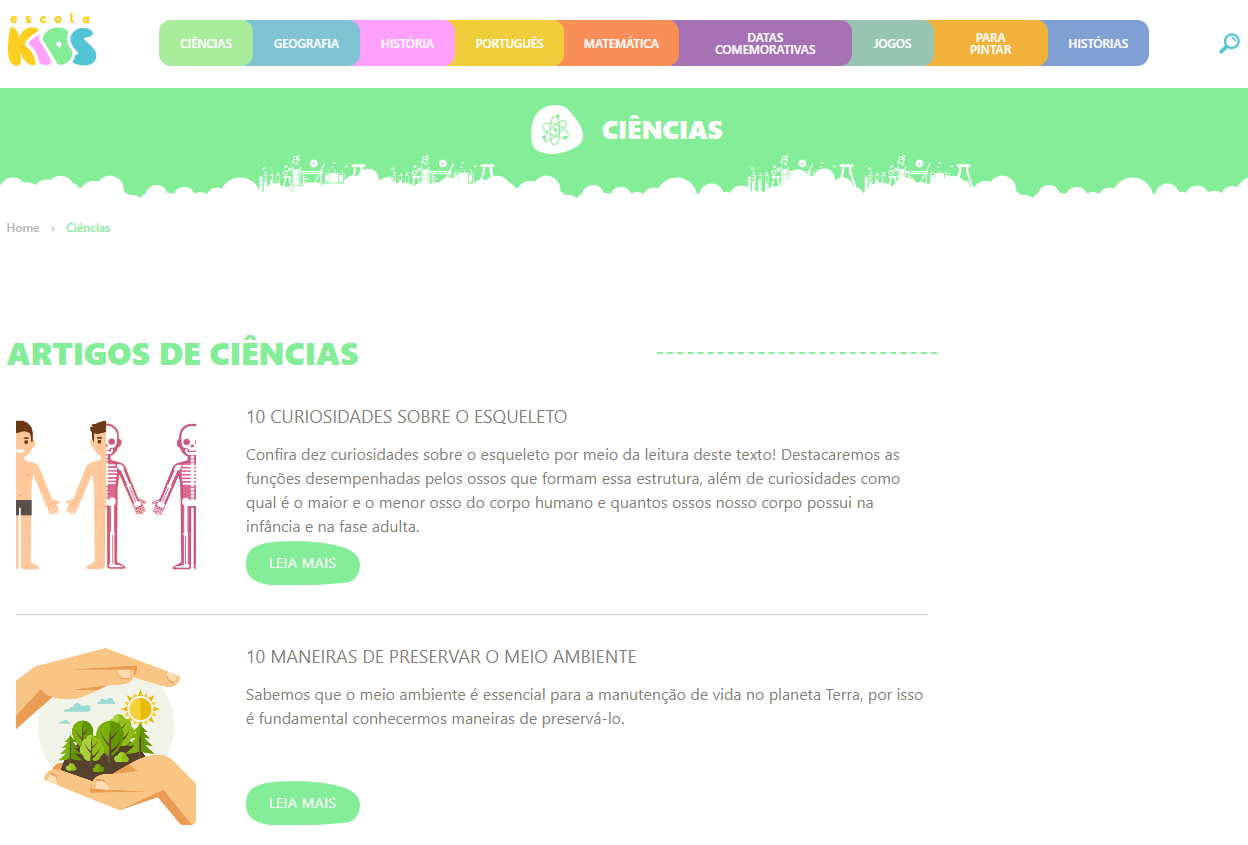 escola
KIDS
CIÊNCIAS
GEOGRAFIA
HISTÓRIA
PORTUGUÊS
MATEMÁTICA
DATAS
COMEMORATIVAS
JOGOS
PARA
PINTAR
HISTÓRIAS
CIÊNCIAS
Home › Ciências
ARTIGOS DE CIÊNCIAS
10 CURIOSIDADES SOBRE O ESQUELETO
Confira dez curiosidades sobre o esqueleto por meio da leitura deste texto! Destacaremos as
funções desempenhadas pelos ossos que formam essa estrutura, além de curiosidades como
qual é o maior e o menor osso do corpo humano e quantos ossos nosso corpo possui na
infância e na fase adulta.
LEIA MAIS
10 MANEIRAS DE PRESERVAR O MEIO AMBIENTE
Sabemos que o meio ambiente é essencial para a manutenção de vida no planeta Terra, por isso
é fundamental conhecermos maneiras de preservá-lo.
LEIA MAIS